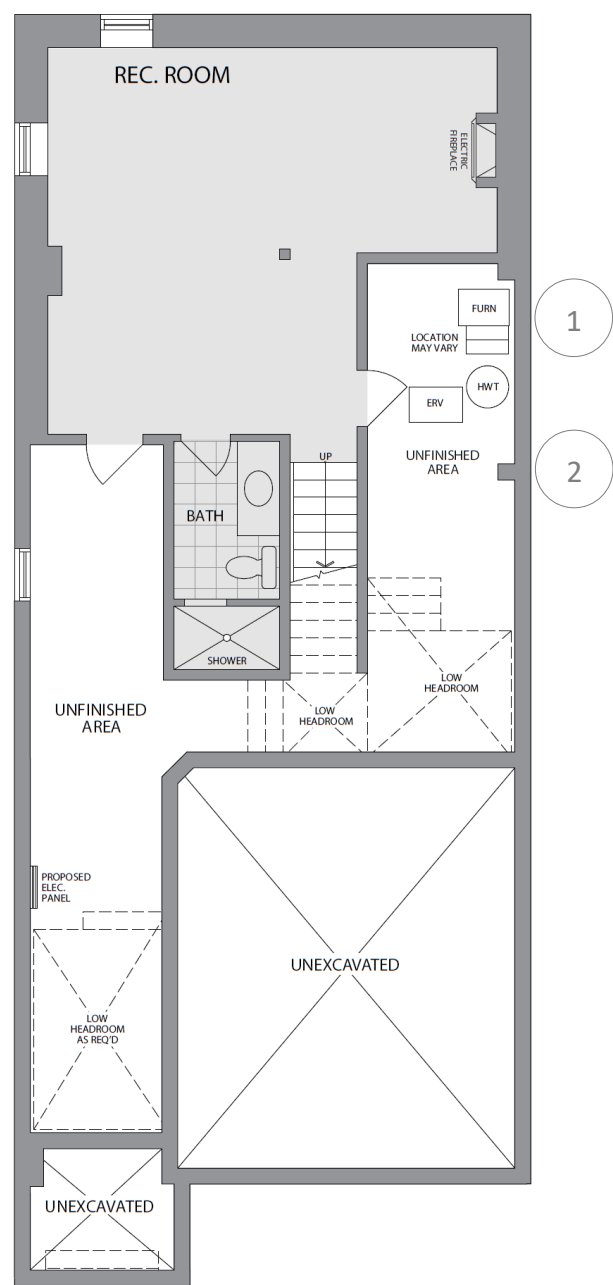 REC. ROOM
ELECTRIC
FIREPLACE
FURN
1
LOCATION
MAY VARY
HWT
ERV
UP
UNFINISHED
AREA
2
BATH
SHOWER
LOW
HEADROOM
UNFINISHED
AREA
LOW
HEADROOM
PROPOSED
ELEC.
PANEL
UNEXCAVATED
LOW
HEADROOM
AS REQ'D
UNEXCAVATED